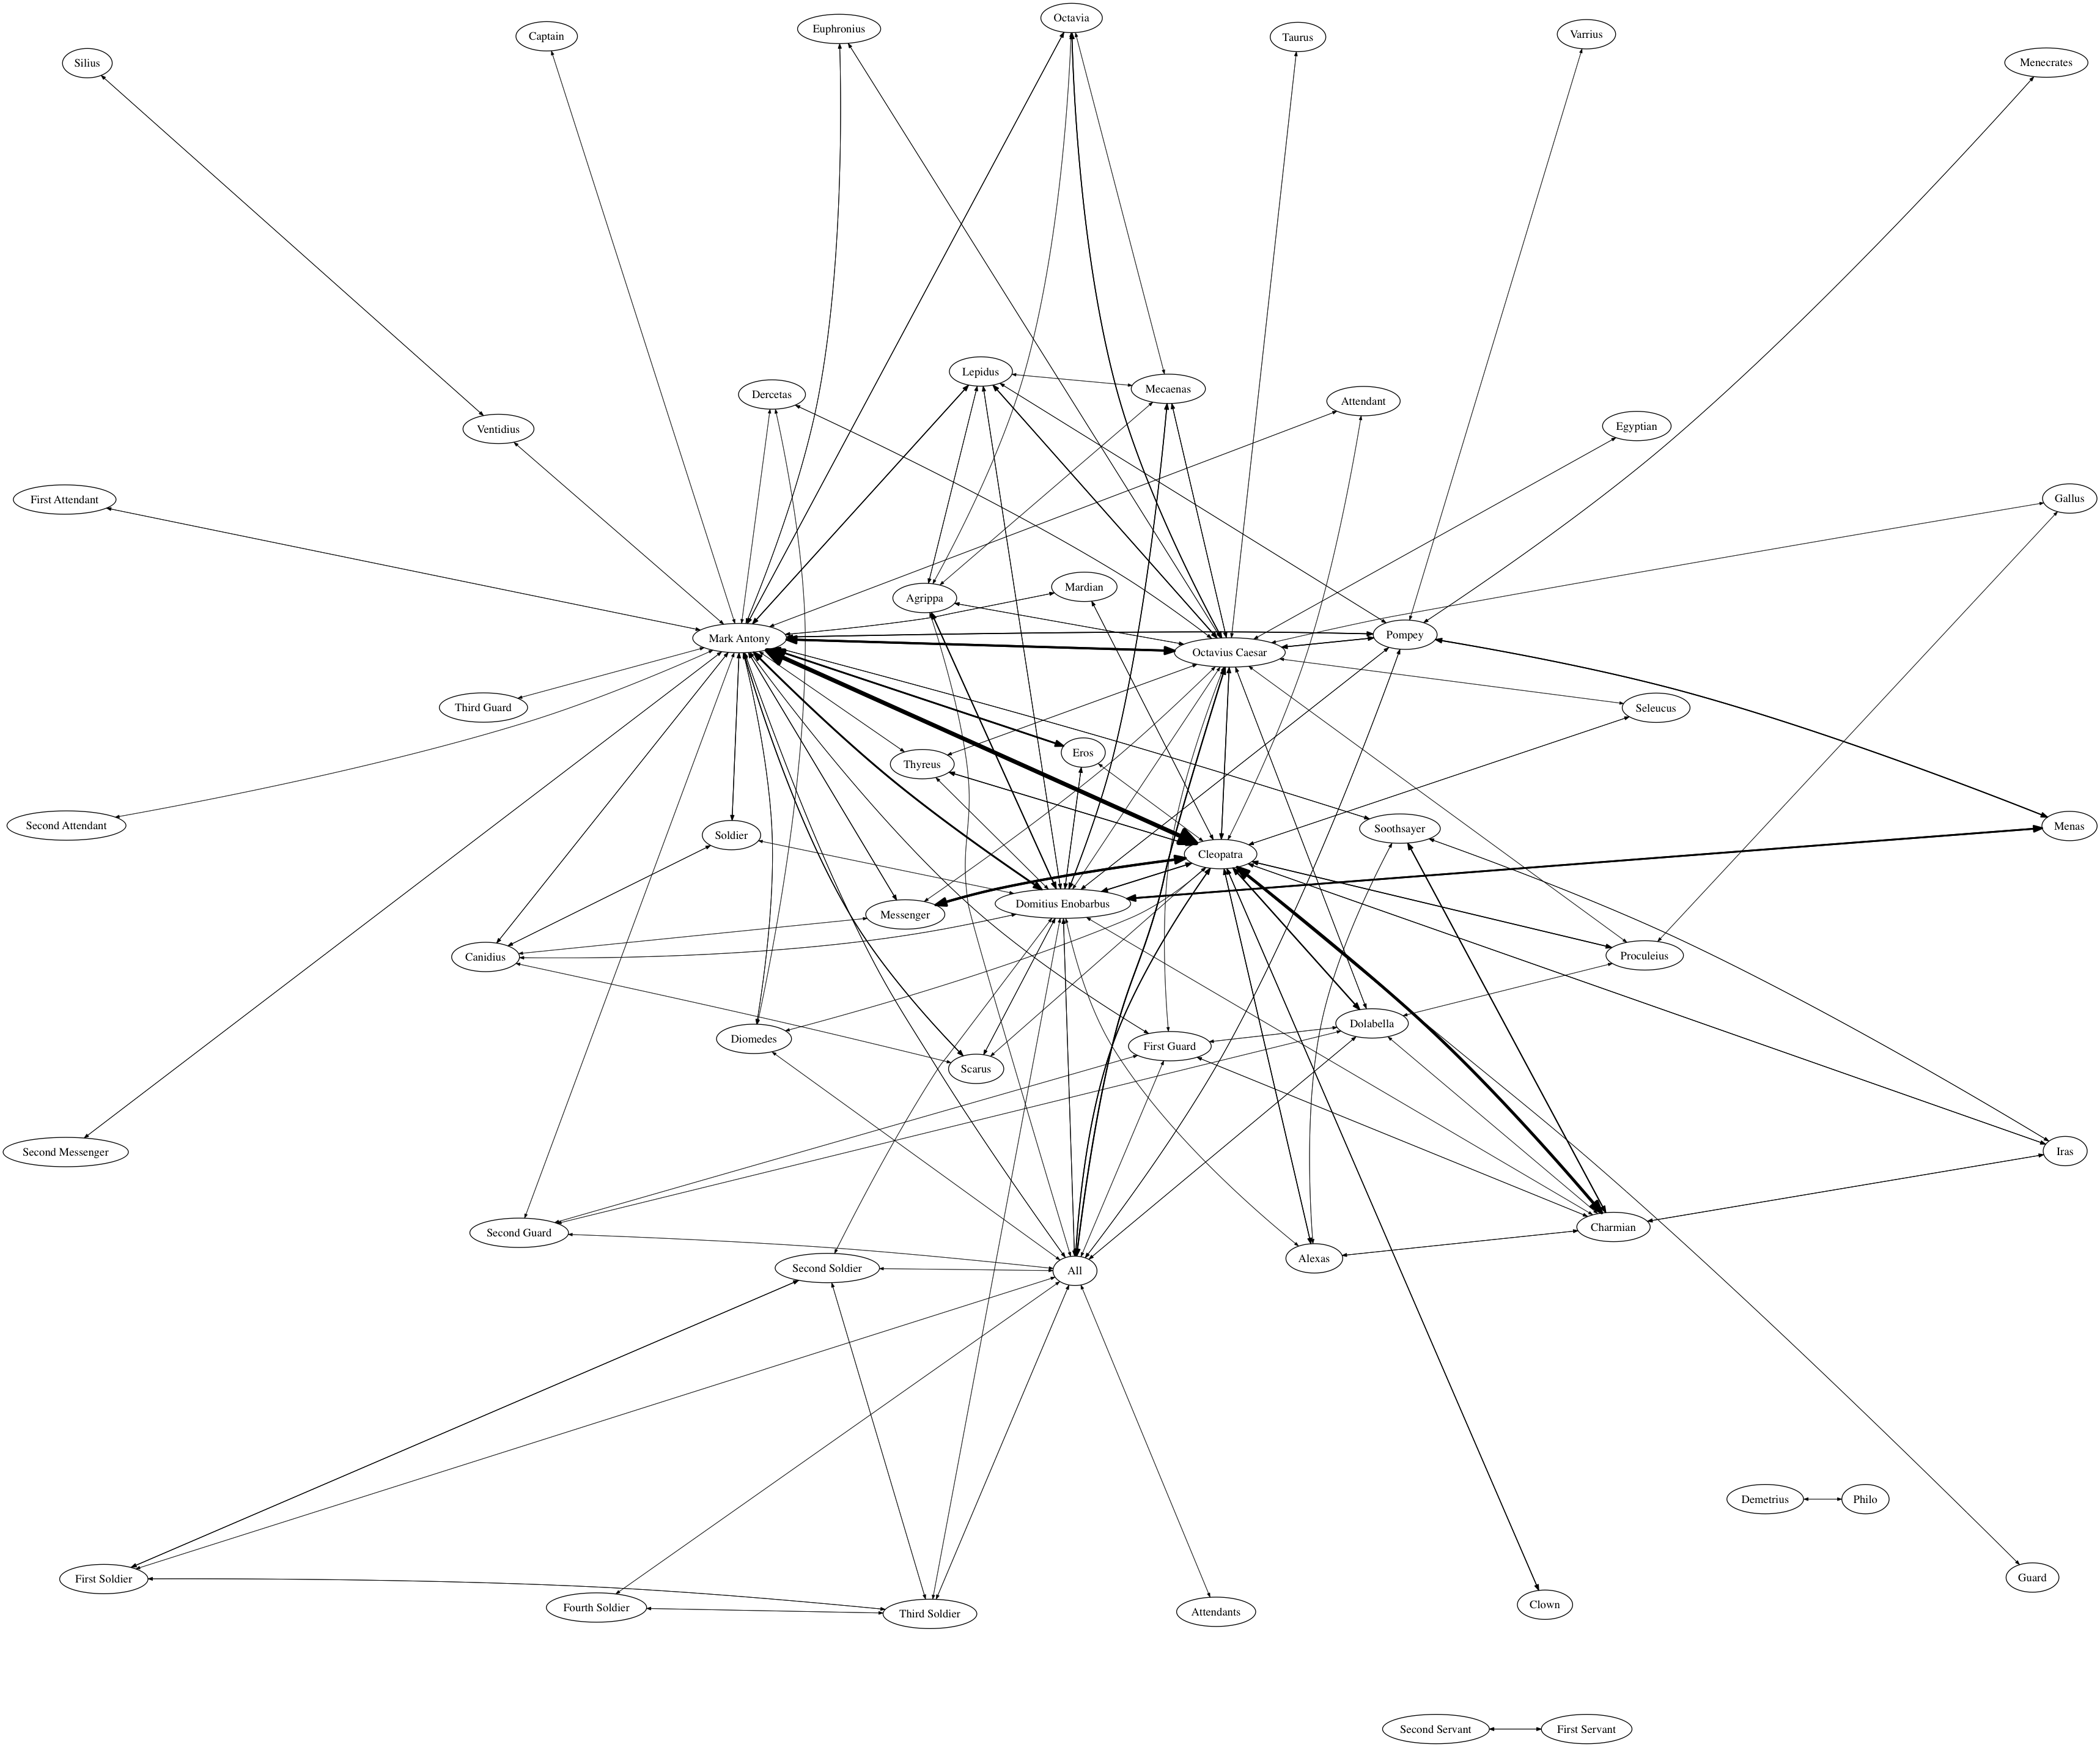 Octavia
Euphronius
Varrius
Captain
Taurus
Silius
Menecrates
Lepidus
Mecaenas
Dercetas
Attendant
Egyptian
Ventidius
First Attendant
Gallus
Mardian
Agrippa
Pompey
Mark Antony
Octavius Caesar
Third Guard
Seleucus
Eros
Thyreus
Second Attendant
Menas
Soothsayer
Soldier
Cleopatra
Domitius Enobarbus
Messenger
Proculeius
Canidius
Dolabella
Diomedes
First Guard
Scarus
Iras
Second Messenger
Charmian
Second Guard
Alexas
Second Soldier
All
Demetrius
Philo
Guard
First Soldier
Clown
Fourth Soldier
Attendants
Third Soldier
Second Servant
First Servant